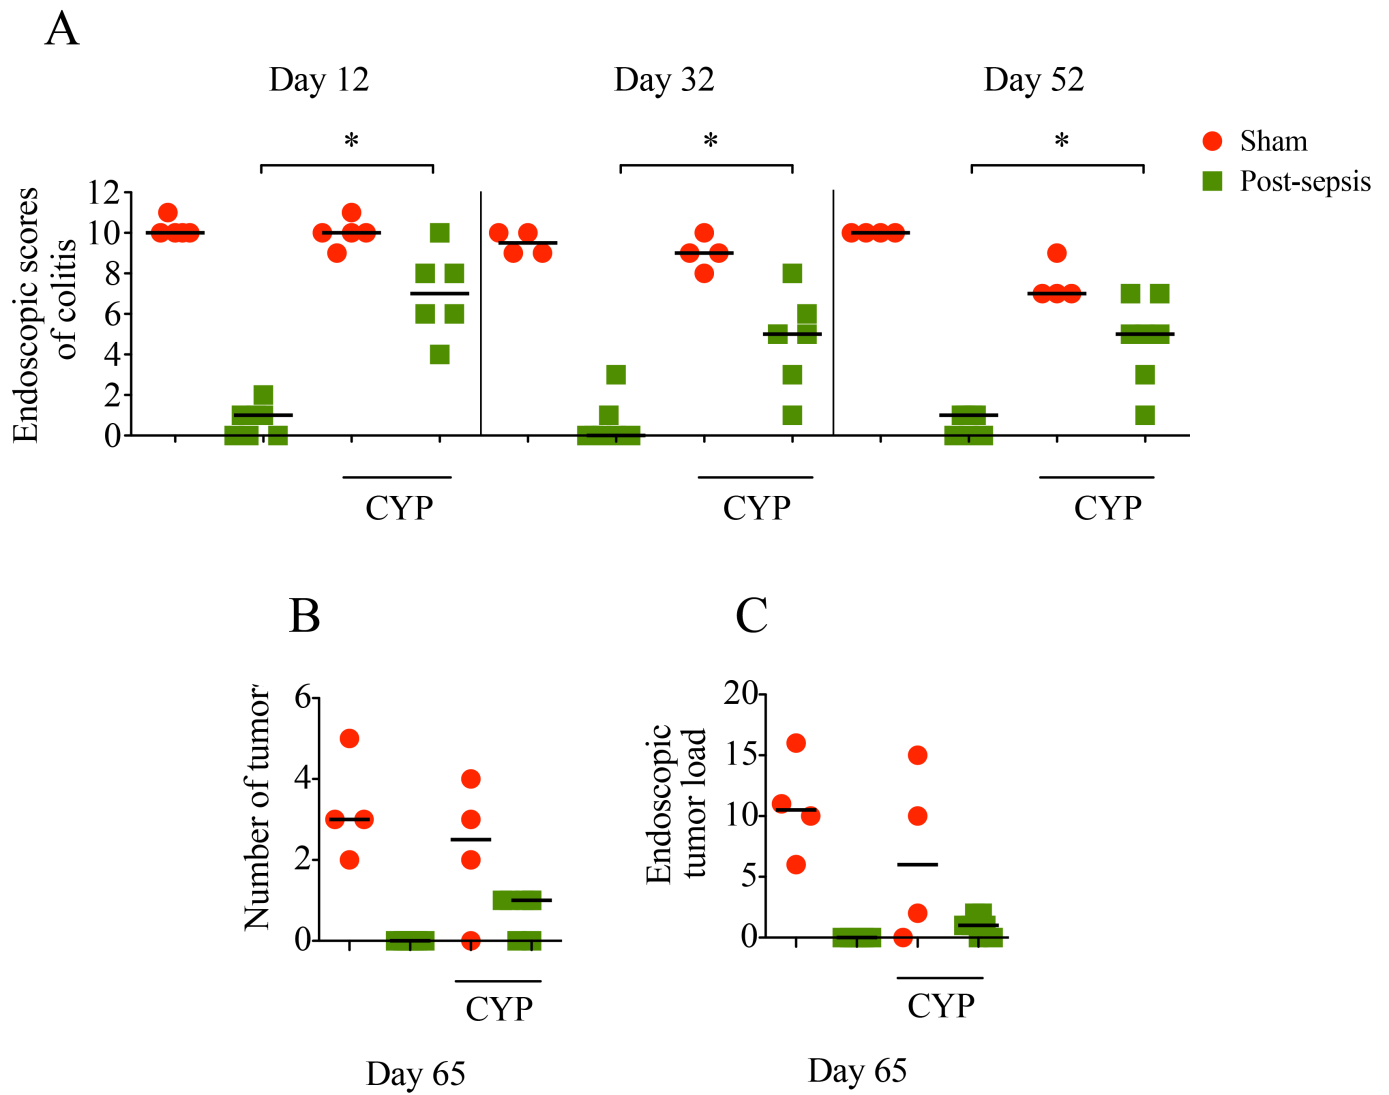 A
Day 12
Day 32
Day 52
*
*
*
Sham
Post-sepsis
Endoscopic scores
of colitis
12
10
8
6
4
2
0
CYP
CYP
CYP
B
C
Number of tumor
6
4
2
0
CYP
Day 65
Endoscopic
tumor load
20
15
10
5
0
CYP
Day 65